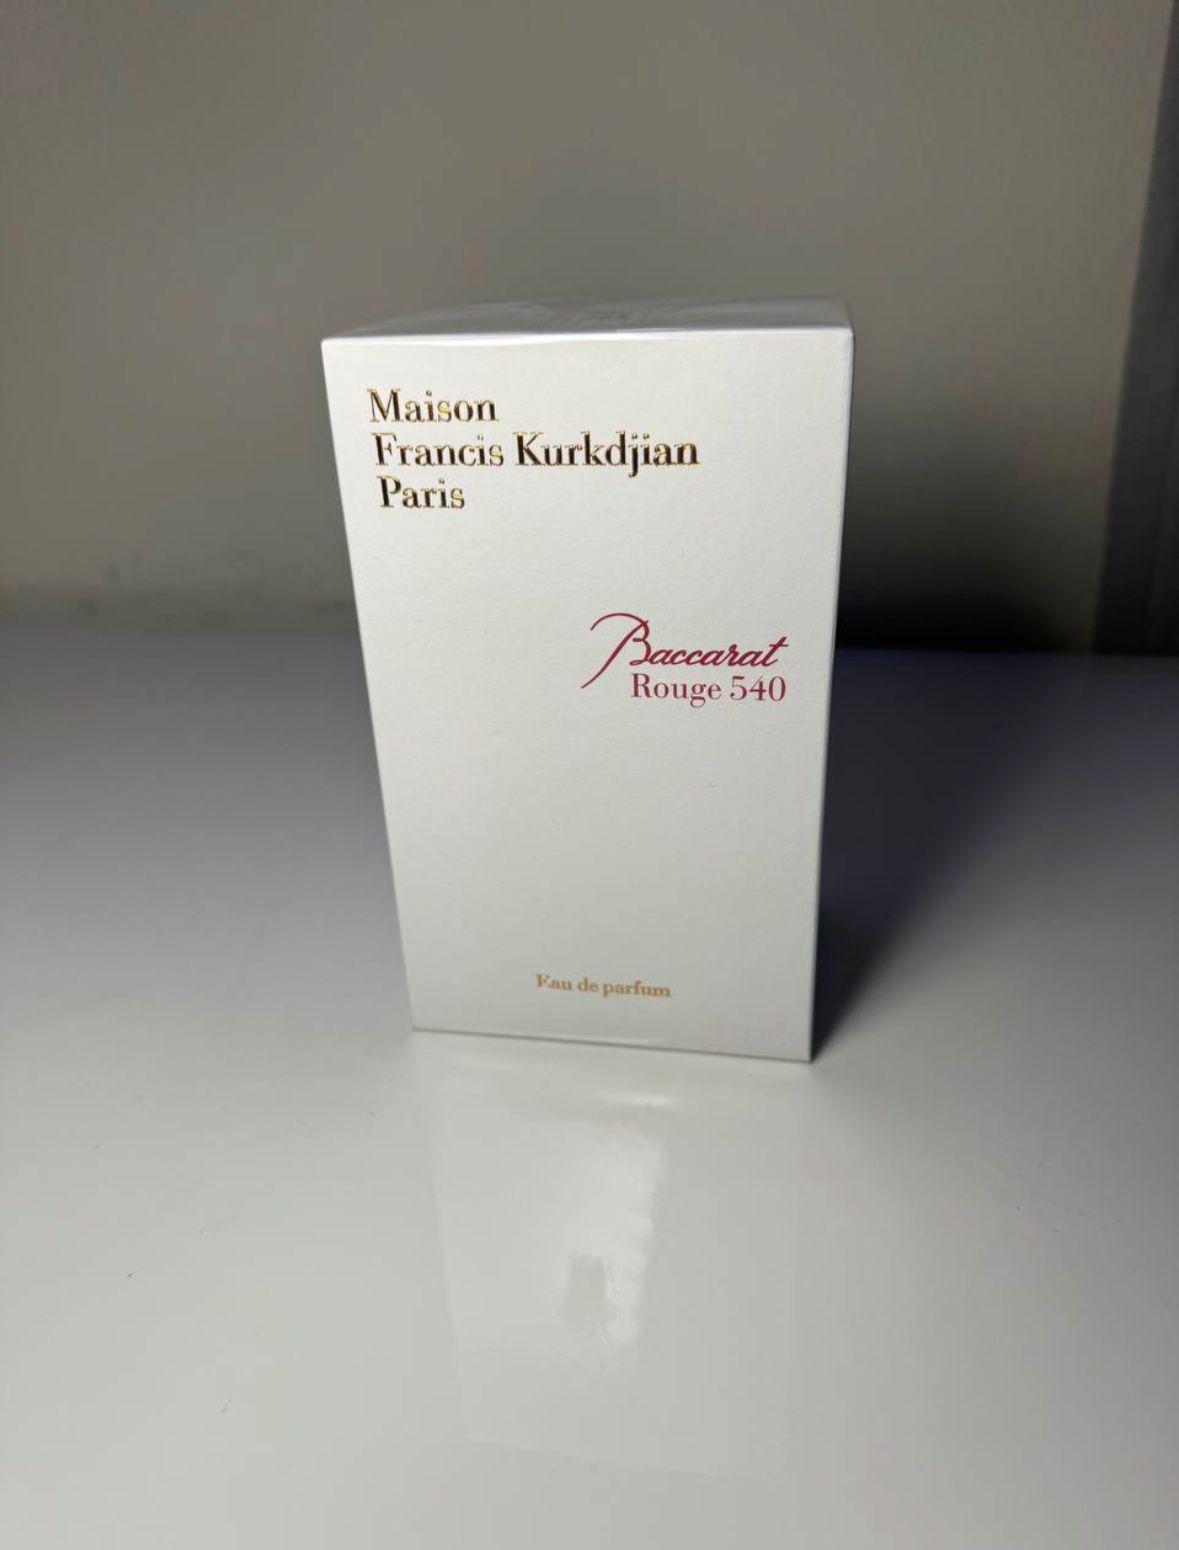 Maison
Francis Kurkdjian
Paris
Baccarat
Rouge 540
Eau de parfum